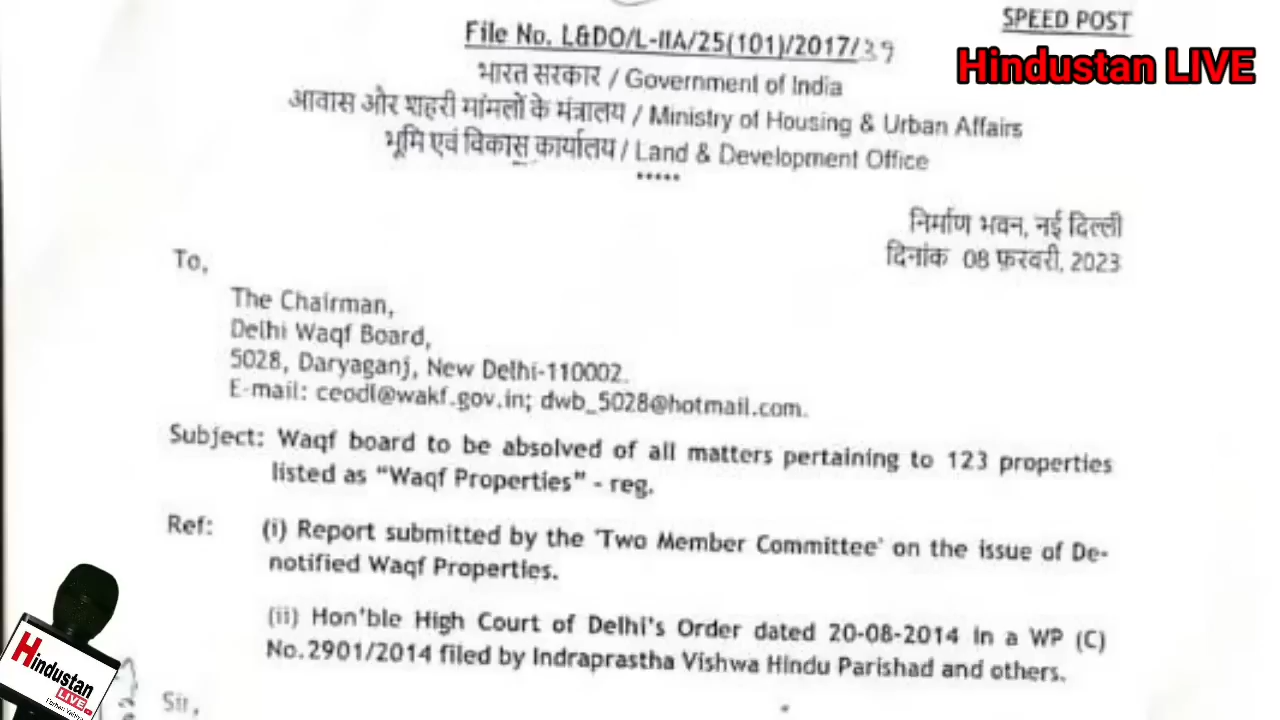 SPEED POST
File No. L&DO/L-IIA/25(101)/2017/39
Hindustan LIVE
भारत सरकार / Government of India
आवास और शहरी मांमलों के मंत्रालय / Ministry of Housing & Urban Affairs
भूमि एवं विकास कार्यालय / Land & Development Office
*****
निर्माण भवन, नई दिल्ली
दिनांक 08 फ़रवरी, 2023
To,
The Chairman,
Delhi Waqf Board,
5028, Daryaganj, New Delhi-110002.
E-mail: ceodl@wakf.gov.in; dwb_5028@hotmail.com.
Subject: Waqf board to be absolved of all matters pertaining to 123 properties
listed as “Waqf Properties” - reg.
Ref: (i) Report submitted by the 'Two Member Committee' on the issue of De-
notified Waqf Properties.
(ii) Hon'ble High Court of Delhi's Order dated 20-08-2014 in a WP (C)
No.2901/2014 filed by Indraprastha Vishwa Hindu Parishad and others.
Sir,
Hindustan
LIVE